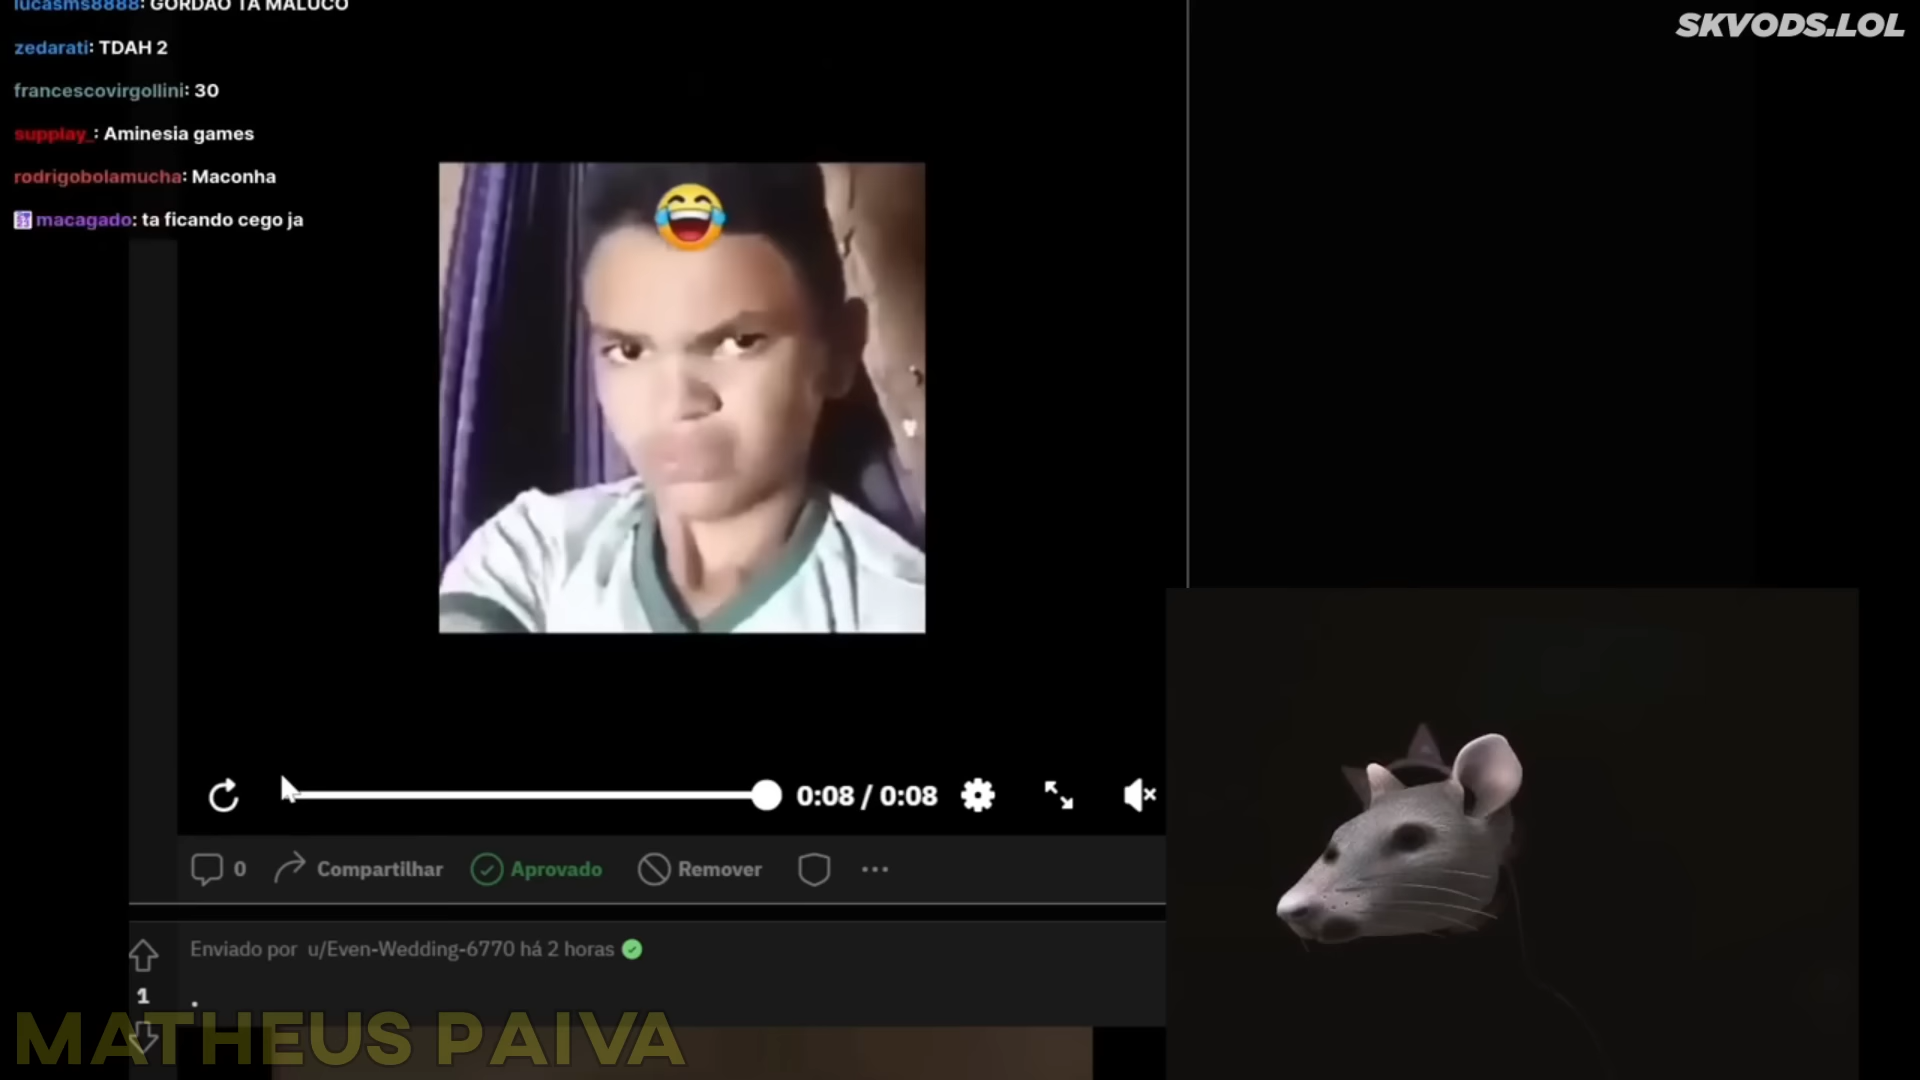 lucasms8888: GORDAO TA MALUCO
SKVODS.LOL
zedarati: TDAH 2
francescovirgollini: 30
supplay_: Aminesia games
rodrigobolamucha: Maconha
macagado: ta ficando cego ja
0:08 / 0:08
0 Compartilhar Aprovado Remover
Enviado por u/Even-Wedding-6770 há 2 horas
1 .
MATHEUS PAIVA